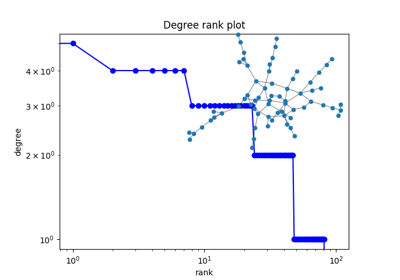 Degree rank plot
4 × 10⁰
3 × 10⁰
2 × 10⁰
10⁰
degree
10⁰ 10¹ 10²
rank